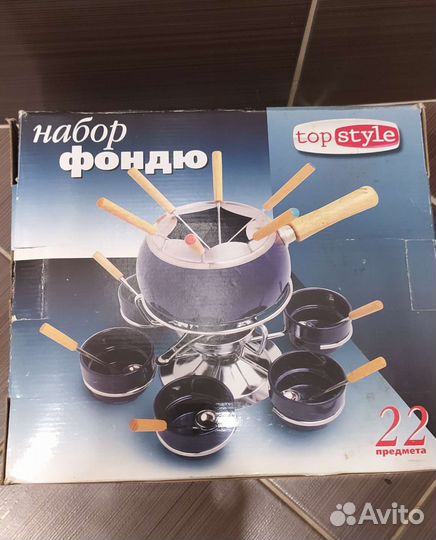 набор
фондю
top style
22
предмета
Avito